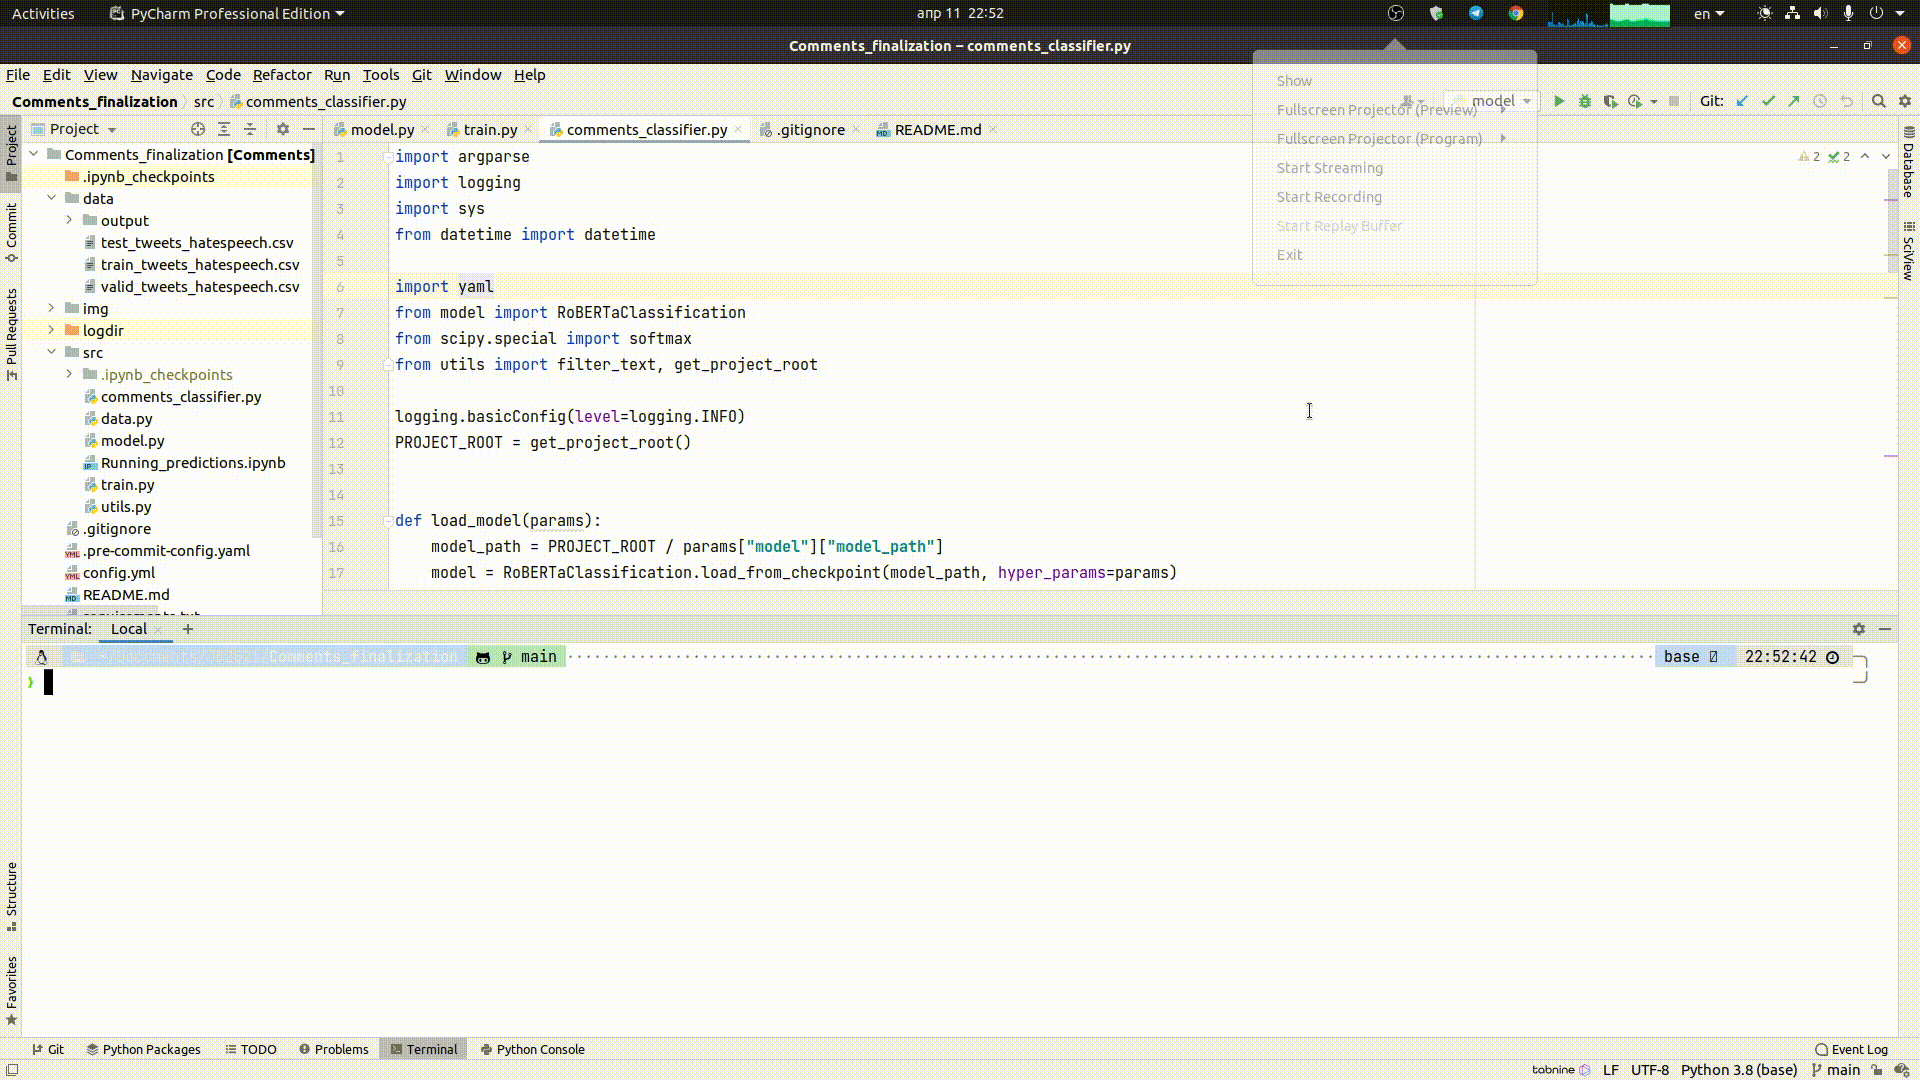 Activities PyCharm Professional Edition апр 11 22:52 en
Comments_finalization – comments_classifier.py
File Edit View Navigate Code Refactor Run Tools Git Window Help
Comments_finalization src comments_classifier.py model Git:
Show
Fullscreen Projector (Preview)
Fullscreen Projector (Program)
Start Streaming
Start Recording
Start Replay Buffer
Exit
Project
model.py train.py comments_classifier.py .gitignore README.md
Comments_finalization [Comments]
.ipynb_checkpoints
data
output
test_tweets_hatespeech.csv
train_tweets_hatespeech.csv
valid_tweets_hatespeech.csv
img
logdir
src
.ipynb_checkpoints
comments_classifier.py
data.py
model.py
Running_predictions.ipynb
train.py
utils.py
.gitignore
.pre-commit-config.yaml
config.yml
README.md
1 import argparse
2 import logging
3 import sys
4 from datetime import datetime
5
6 import yaml
7 from model import RoBERTaClassification
8 from scipy.special import softmax
9 from utils import filter_text, get_project_root
10
11 logging.basicConfig(level=logging.INFO)
12 PROJECT_ROOT = get_project_root()
13
14
15 def load_model(params):
16 model_path = PROJECT_ROOT / params["model"]["model_path"]
17 model = RoBERTaClassification.load_from_checkpoint(model_path, hyper_params=params)
2 2
Project
Commit
Pull Requests
Structure
Favorites
Database
SciView
Terminal: Local +
Comments_finalization main base 22:52:42
❯
Git Python Packages TODO Problems Terminal Python Console Event Log
tabnine LF UTF-8 Python 3.8 (base) main